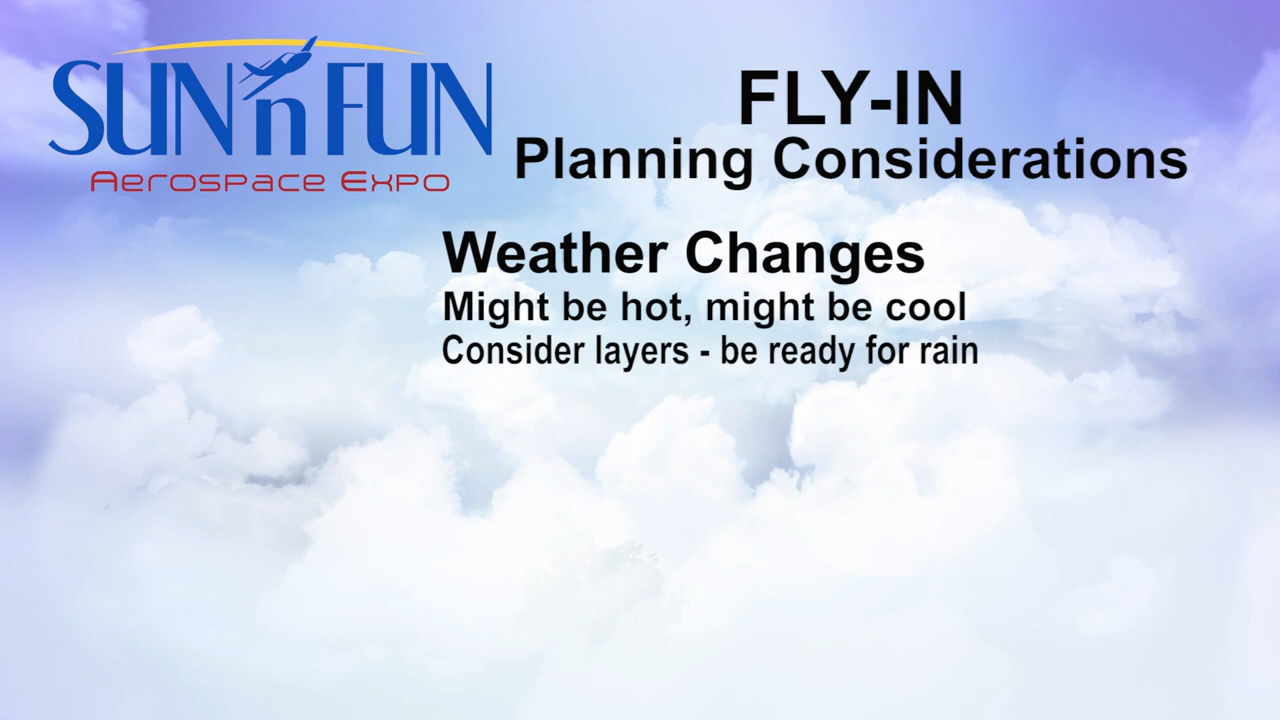 SUN n FUN
Aerospace Expo
FLY-IN
Planning Considerations
Weather Changes
Might be hot, might be cool
Consider layers - be ready for rain